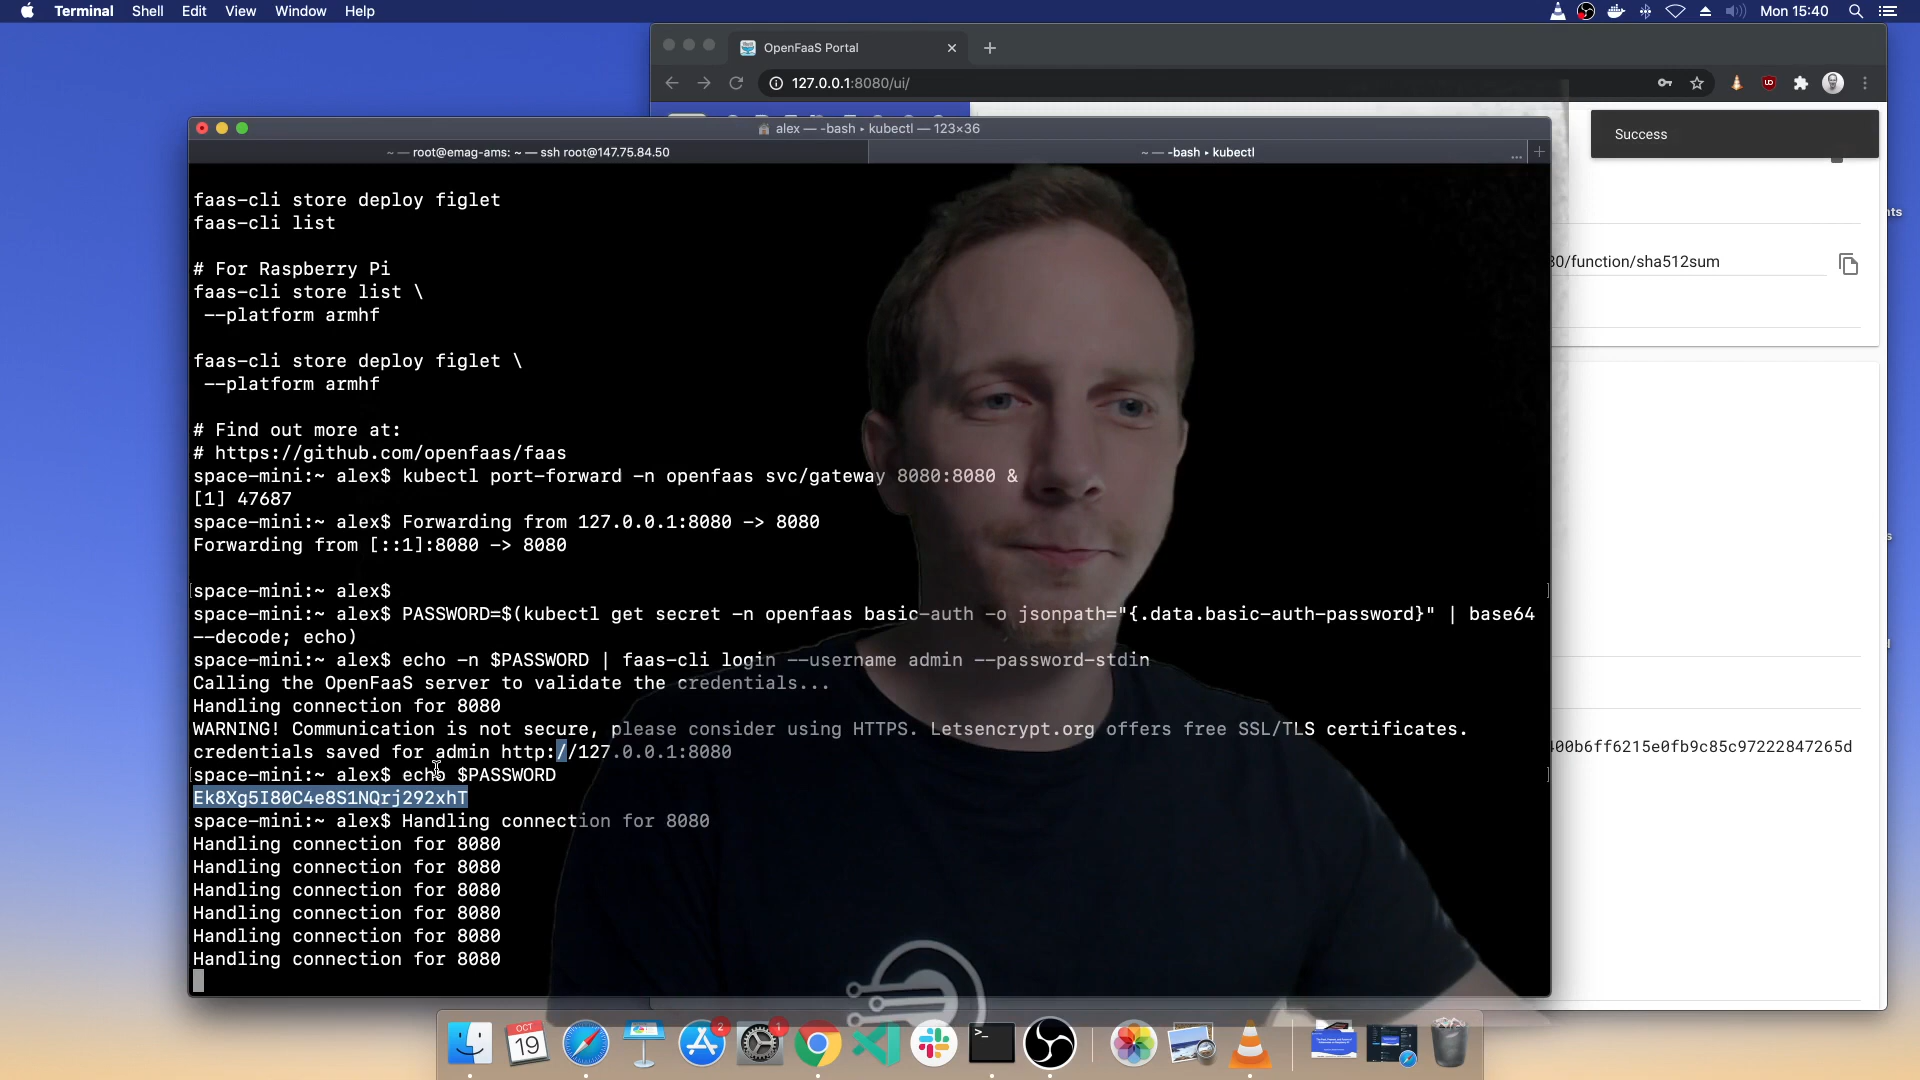 Terminal Shell Edit View Window Help
Mon 15:40
OpenFaaS Portal
127.0.0.1:8080/ui/
alex — -bash ▸ kubectl — 123×36
~ — root@emag-ams: ~ — ssh root@147.75.84.50
~ — -bash ▸ kubectl
...
Success
faas-cli store deploy figlet
faas-cli list
# For Raspberry Pi
faas-cli store list \
--platform armhf
faas-cli store deploy figlet \
--platform armhf
# Find out more at:
# https://github.com/openfaas/faas
space-mini:~ alex$ kubectl port-forward -n openfaas svc/gateway 8080:8080 &
[1] 47687
space-mini:~ alex$ Forwarding from 127.0.0.1:8080 -> 8080
Forwarding from [::1]:8080 -> 8080
space-mini:~ alex$
space-mini:~ alex$ PASSWORD=$(kubectl get secret -n openfaas basic-auth -o jsonpath="{.data.basic-auth-password}" | base64
--decode; echo)
space-mini:~ alex$ echo -n $PASSWORD | faas-cli login --username admin --password-stdin
Calling the OpenFaaS server to validate the credentials...
Handling connection for 8080
WARNING! Communication is not secure, please consider using HTTPS. Letsencrypt.org offers free SSL/TLS certificates.
credentials saved for admin http://127.0.0.1:8080
space-mini:~ alex$ echo $PASSWORD
Ek8Xg5I80C4e8S1NQrj292xhT
space-mini:~ alex$ Handling connection for 8080
Handling connection for 8080
Handling connection for 8080
Handling connection for 8080
Handling connection for 8080
Handling connection for 8080
Handling connection for 8080
80/function/sha512sum
400b6ff6215e0fb9c85c97222847265d
nts
s
OCT
19
2
1